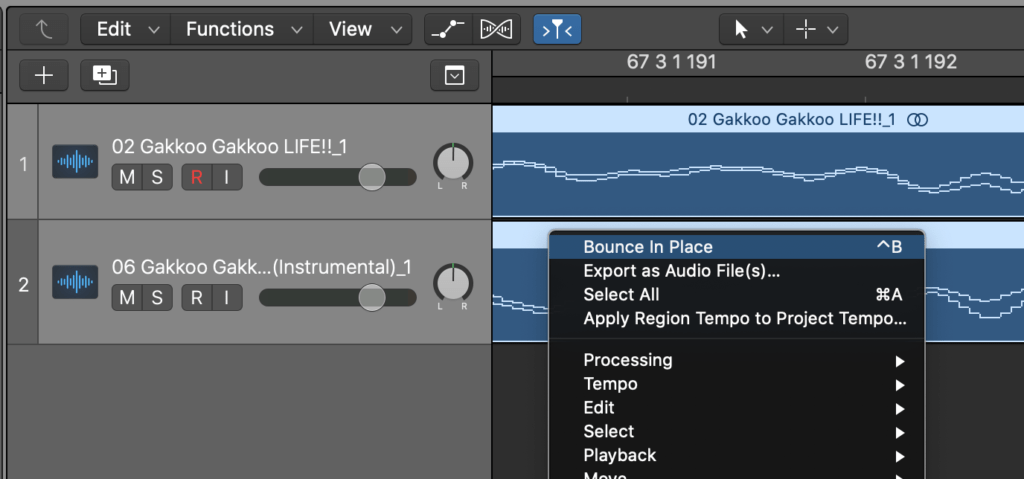 Edit Functions View
67 3 1 191 67 3 1 192
1
02 Gakkoo Gakkoo LIFE!!_1
M S R I
L R
02 Gakkoo Gakkoo LIFE!!_1
2
06 Gakkoo Gakk...(Instrumental)_1
M S R I
L R
Bounce In Place ^B
Export as Audio File(s)...
Select All ⌘A
Apply Region Tempo to Project Tempo...
Processing
Tempo
Edit
Select
Playback
Move